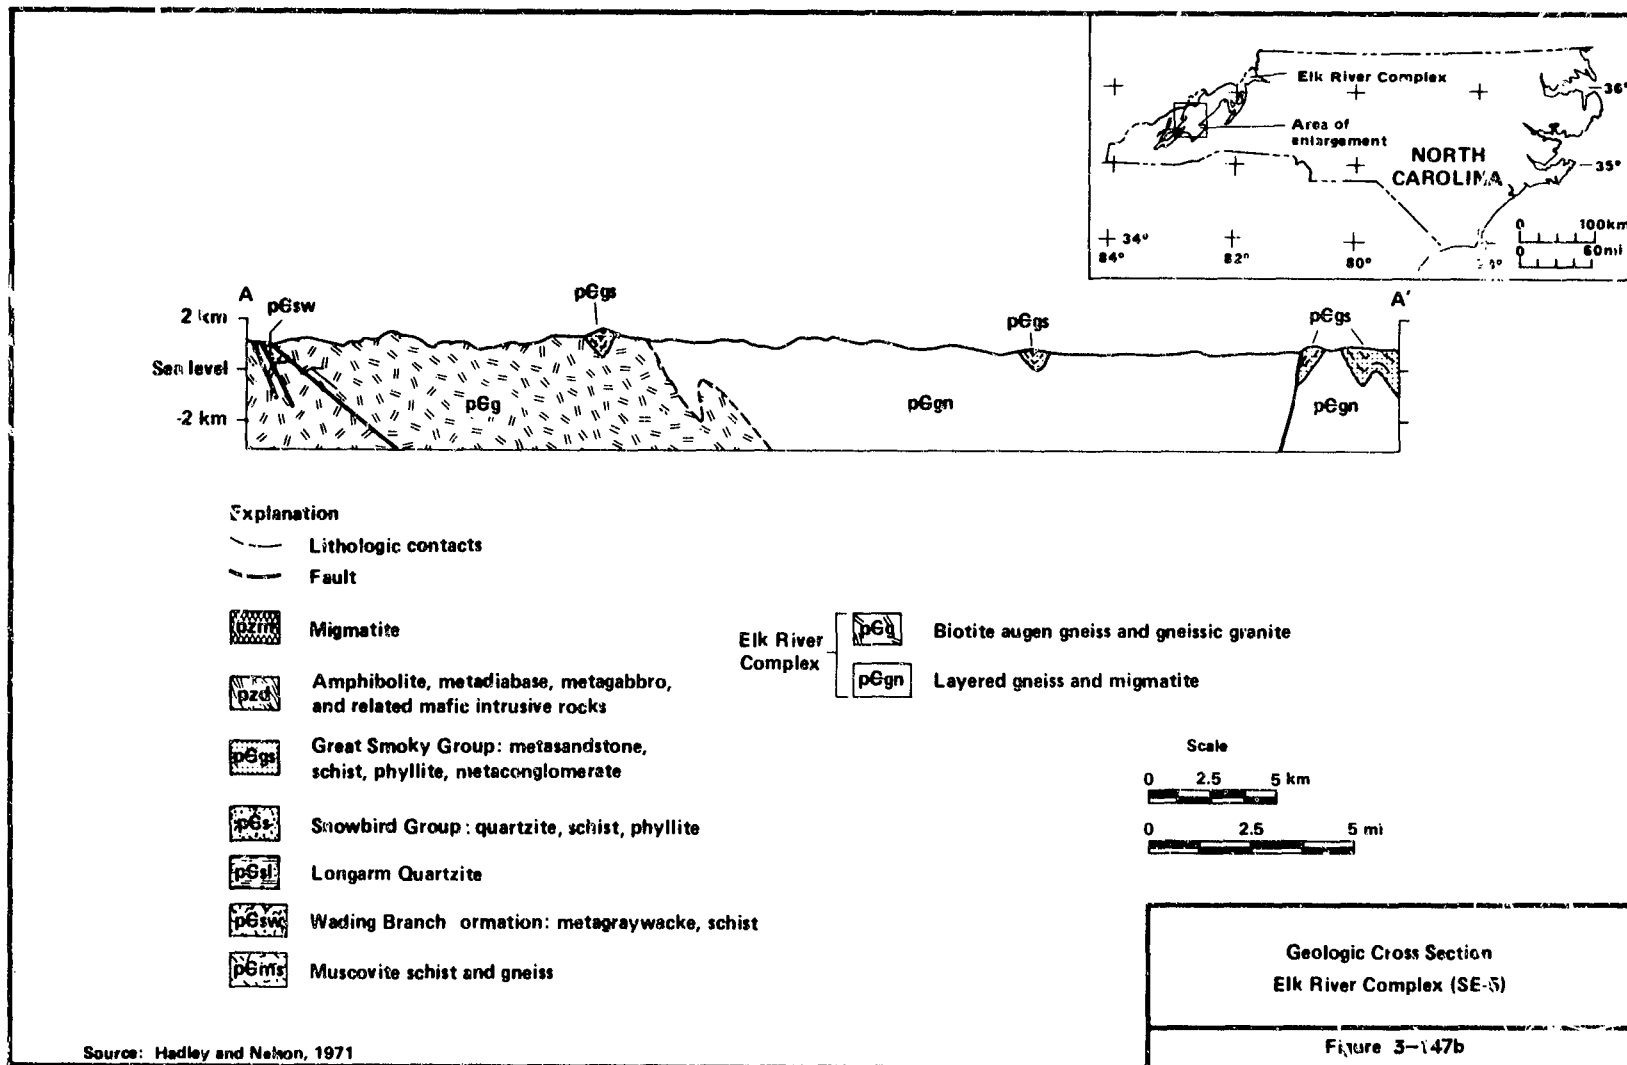 Elk River Complex
Area of
enlargement
NORTH
CAROLINA
36°
35°
34°
84°
82°
80°
0 100km
0 60mi
A
A'
pЄsw
pЄgs
pЄgs
pЄgs
2 km
Sea level
-2 km
pЄg
pЄgn
pЄgn
Explanation
Lithologic contacts
Fault
pzm Migmatite
pzd Amphibolite, metadiabase, metagabbro,
and related mafic intrusive rocks
pЄgs Great Smoky Group: metasandstone,
schist, phyllite, metaconglomerate
pЄs Snowbird Group: quartzite, schist, phyllite
pЄsl Longarm Quartzite
pЄsw Wading Branch ormation: metagraywacke, schist
pЄms Muscovite schist and gneiss
Elk River
Complex
pЄg Biotite augen gneiss and gneissic granite
pЄgn Layered gneiss and migmatite
Scale
0 2.5 5 km
0 2.5 5 mi
Geologic Cross Section
Elk River Complex (SE-5)
Figure 3-147b
Source: Hadley and Nelson, 1971